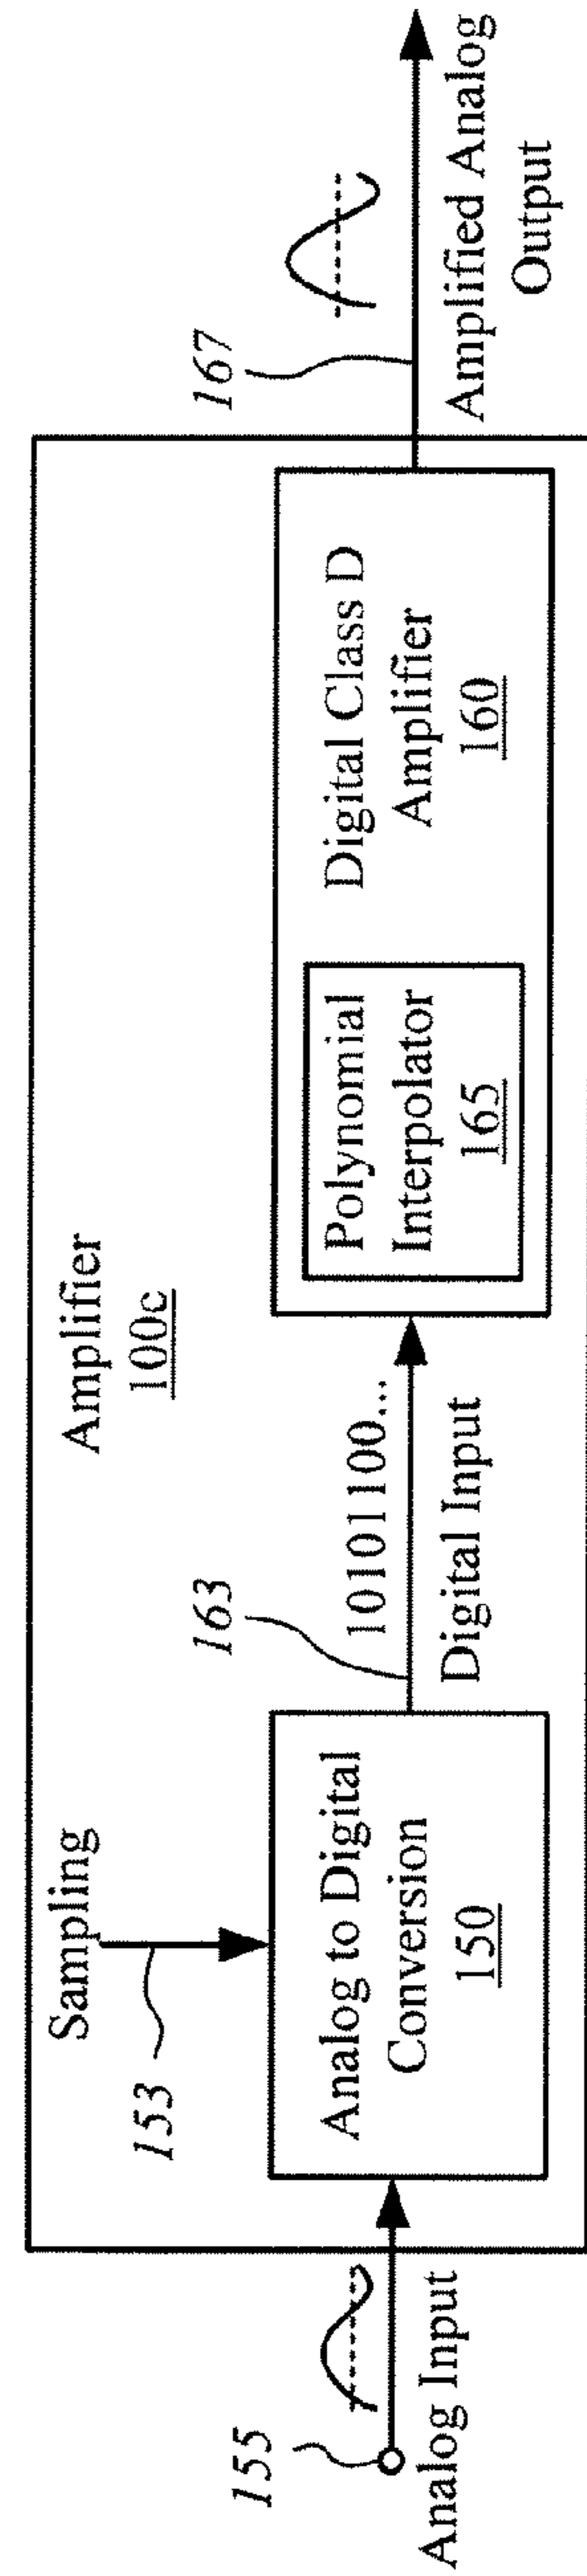 Amplifier
100c
Sampling
153
155
Analog Input
Analog to Digital
Conversion
150
163
10101100...
Digital Input
Polynomial
Interpolator
165
Digital Class D
Amplifier
160
167
Amplified Analog
Output